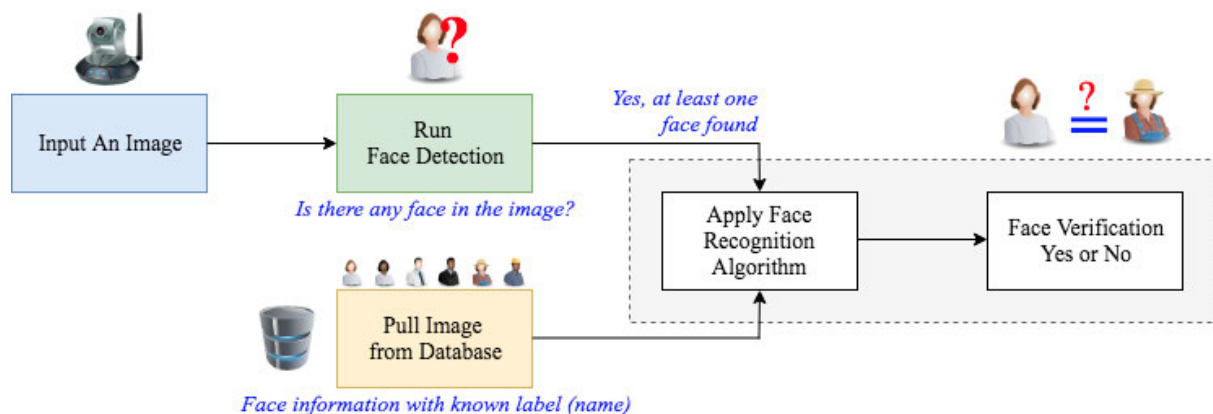 ?
Input An Image
Run
Face Detection
Is there any face in the image?
Yes, at least one
face found
?
=
Apply Face
Recognition
Algorithm
Face Verification
Yes or No
Pull Image
from Database
Face information with known label (name)